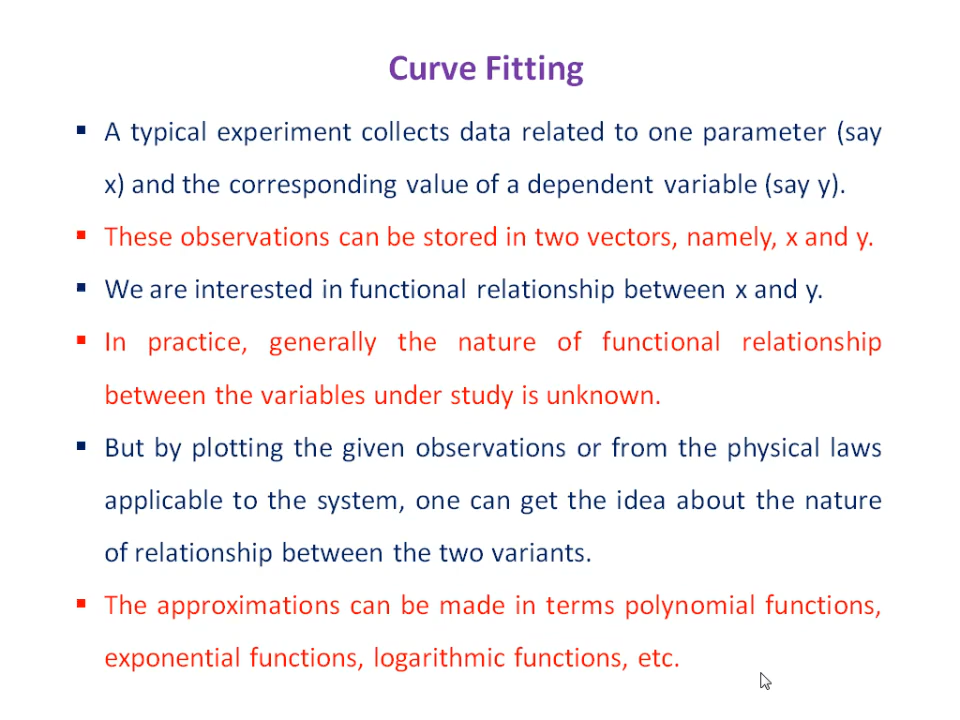 Curve Fitting
▪ A typical experiment collects data related to one parameter (say
x) and the corresponding value of a dependent variable (say y).
▪ These observations can be stored in two vectors, namely, x and y.
▪ We are interested in functional relationship between x and y.
▪ In practice, generally the nature of functional relationship
between the variables under study is unknown.
▪ But by plotting the given observations or from the physical laws
applicable to the system, one can get the idea about the nature
of relationship between the two variants.
▪ The approximations can be made in terms polynomial functions,
exponential functions, logarithmic functions, etc.